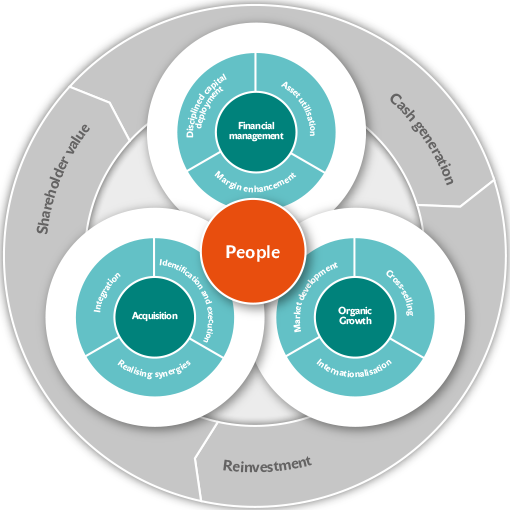 Disciplined capital
deployment
Asset utilisation
Financial
management
Margin enhancement
Cash generation
Shareholder value
People
Integration
Identification and execution
Acquisition
Realising synergies
Market development
Cross-selling
Organic
Growth
Internationalisation
Reinvestment